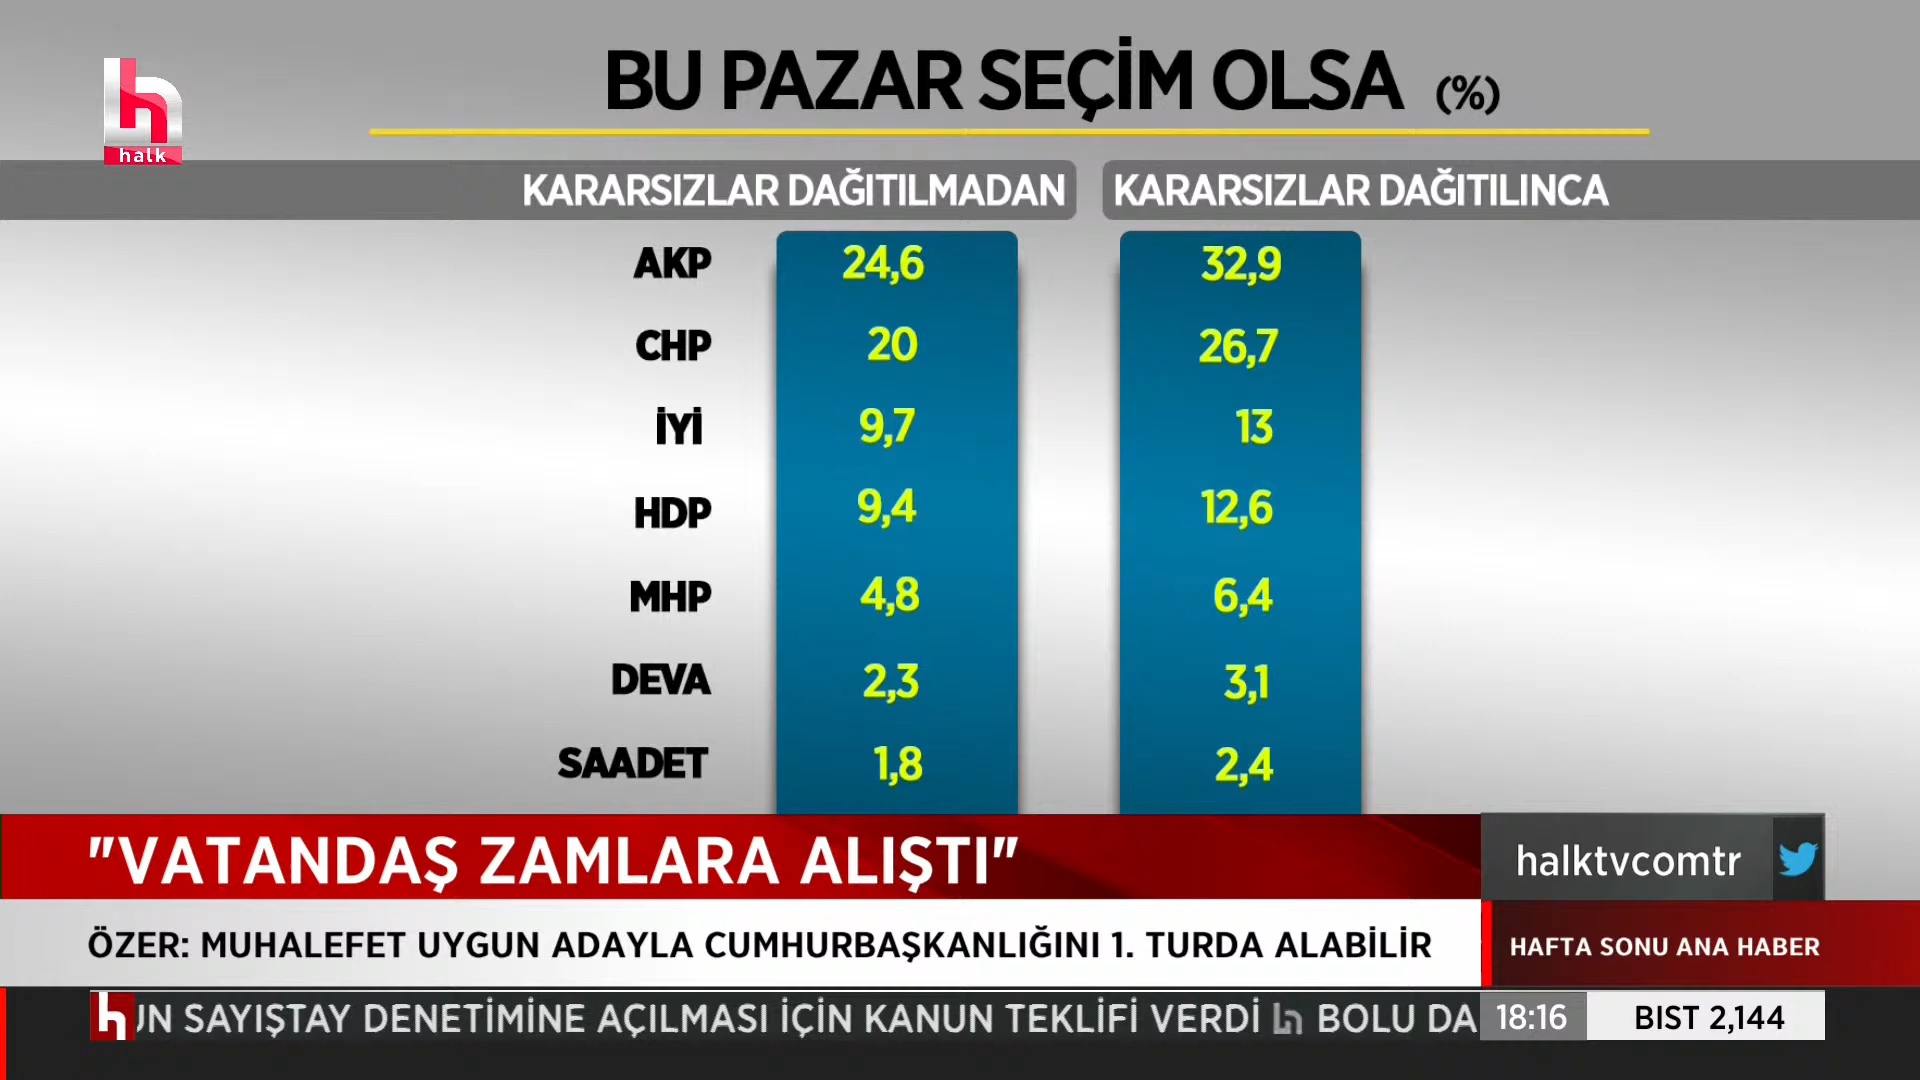 BU PAZAR SEÇİM OLSA (%)
halk
KARARSIZLAR DAĞITILMADAN KARARSIZLAR DAĞITILINCA
AKP 24,6 32,9
CHP 20 26,7
İYİ 9,7 13
HDP 9,4 12,6
MHP 4,8 6,4
DEVA 2,3 3,1
SAADET 1,8 2,4
"VATANDAŞ ZAMLARA ALIŞTI" halktvcomtr
ÖZER: MUHALEFET UYGUN ADAYLA CUMHURBAŞKANLIĞINI 1. TURDA ALABİLİR HAFTA SONU ANA HABER
UN SAYIŞTAY DENETİMİNE AÇILMASI İÇİN KANUN TEKLİFİ VERDİ BOLU DA 18:16 BIST 2,144